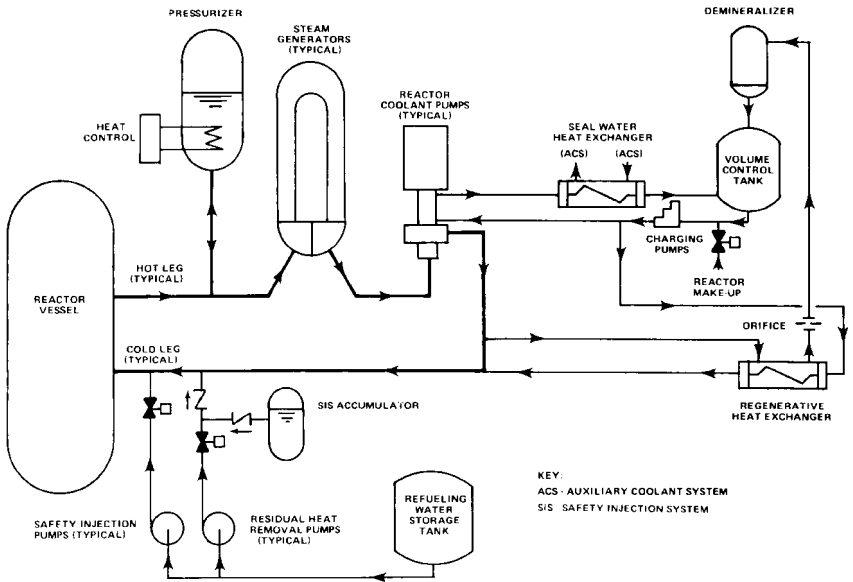 PRESSURIZER
STEAM
GENERATORS
(TYPICAL)
DEMINERALIZER
REACTOR
COOLANT PUMPS
(TYPICAL)
HEAT
CONTROL
SEAL WATER
HEAT EXCHANGER
(ACS)
(ACS)
VOLUME
CONTROL
TANK
CHARGING
PUMPS
REACTOR
MAKE-UP
HOT LEG
(TYPICAL)
REACTOR
VESSEL
ORIFICE
COLD LEG
(TYPICAL)
REGENERATIVE
HEAT EXCHANGER
SIS ACCUMULATOR
KEY:
ACS - AUXILIARY COOLANT SYSTEM
SIS SAFETY INJECTION SYSTEM
REFUELING
WATER
STORAGE
TANK
SAFETY INJECTION
PUMPS (TYPICAL)
RESIDUAL HEAT
REMOVAL PUMPS
(TYPICAL)